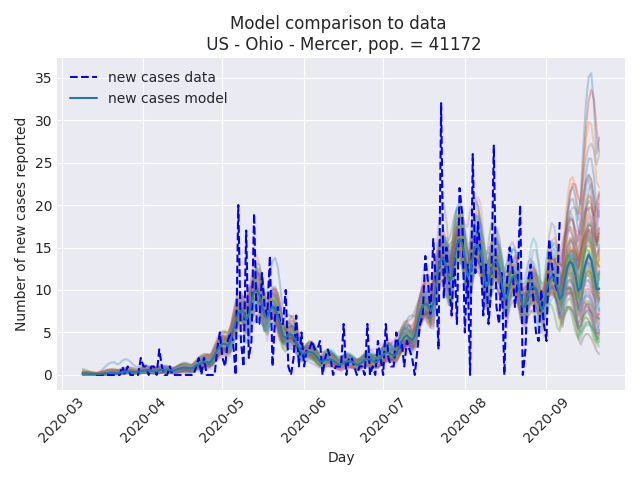 Model comparison to data
US - Ohio - Mercer, pop. = 41172
new cases data
new cases model
Number of new cases reported
35
30
25
20
15
10
5
0
2020-03
2020-04
2020-05
2020-06
2020-07
2020-08
2020-09
Day